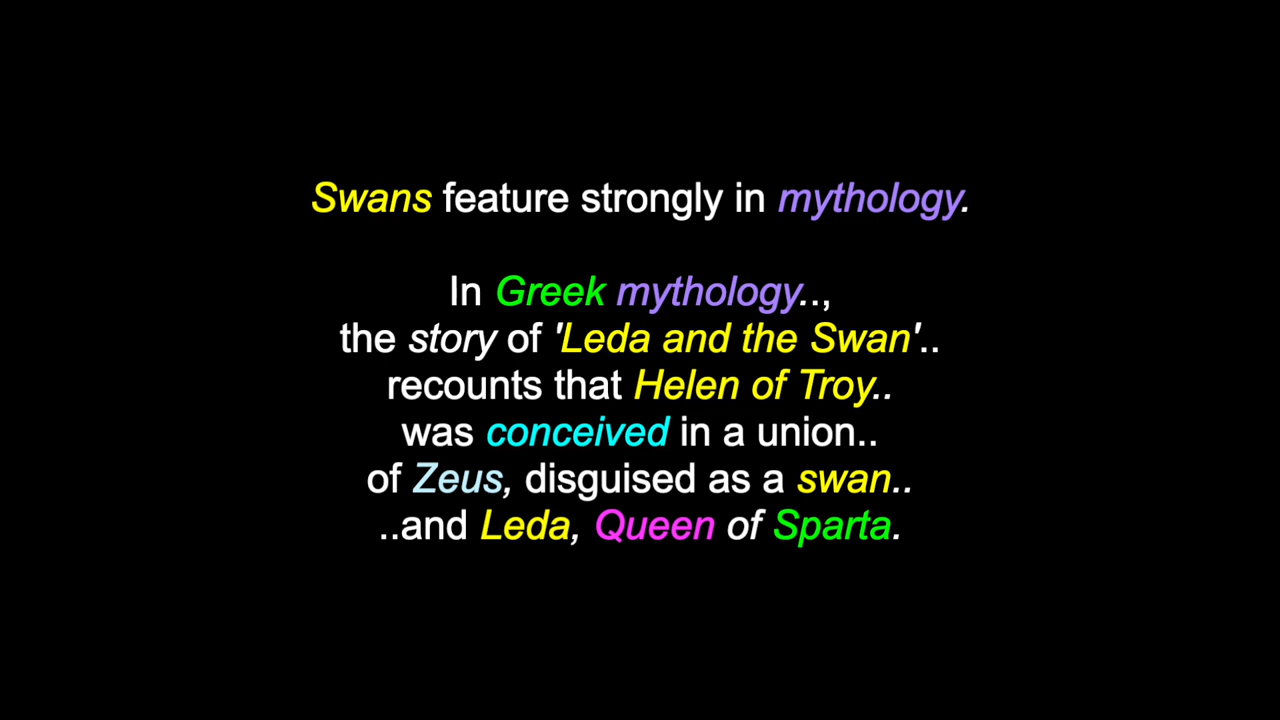 Swans feature strongly in mythology.
In Greek mythology..,
the story of 'Leda and the Swan'..
recounts that Helen of Troy..
was conceived in a union..
of Zeus, disguised as a swan..
..and Leda, Queen of Sparta.